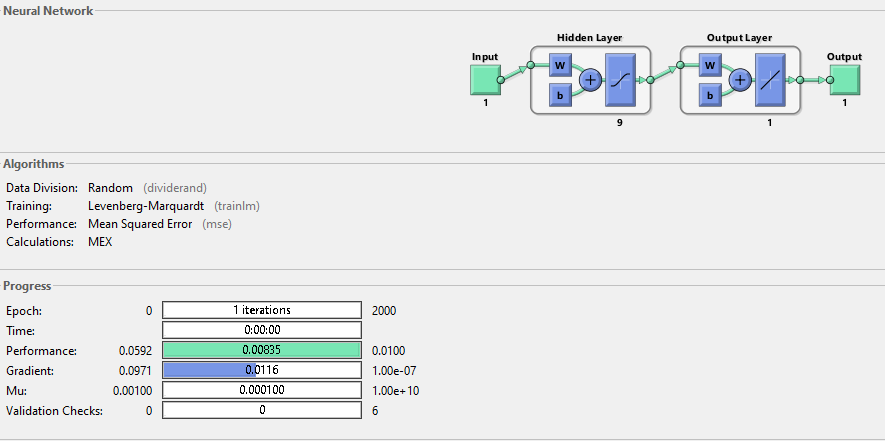 Neural Network
Hidden Layer Output Layer
Input Output
W W
+ +
b b
1 1
9 1
Algorithms
Data Division: Random (dividerand)
Training: Levenberg-Marquardt (trainlm)
Performance: Mean Squared Error (mse)
Calculations: MEX
Progress
Epoch: 0 1 iterations 2000
Time: 0:00:00
Performance: 0.0592 0.00835 0.0100
Gradient: 0.0971 0.0116 1.00e-07
Mu: 0.00100 0.000100 1.00e+10
Validation Checks: 0 0 6